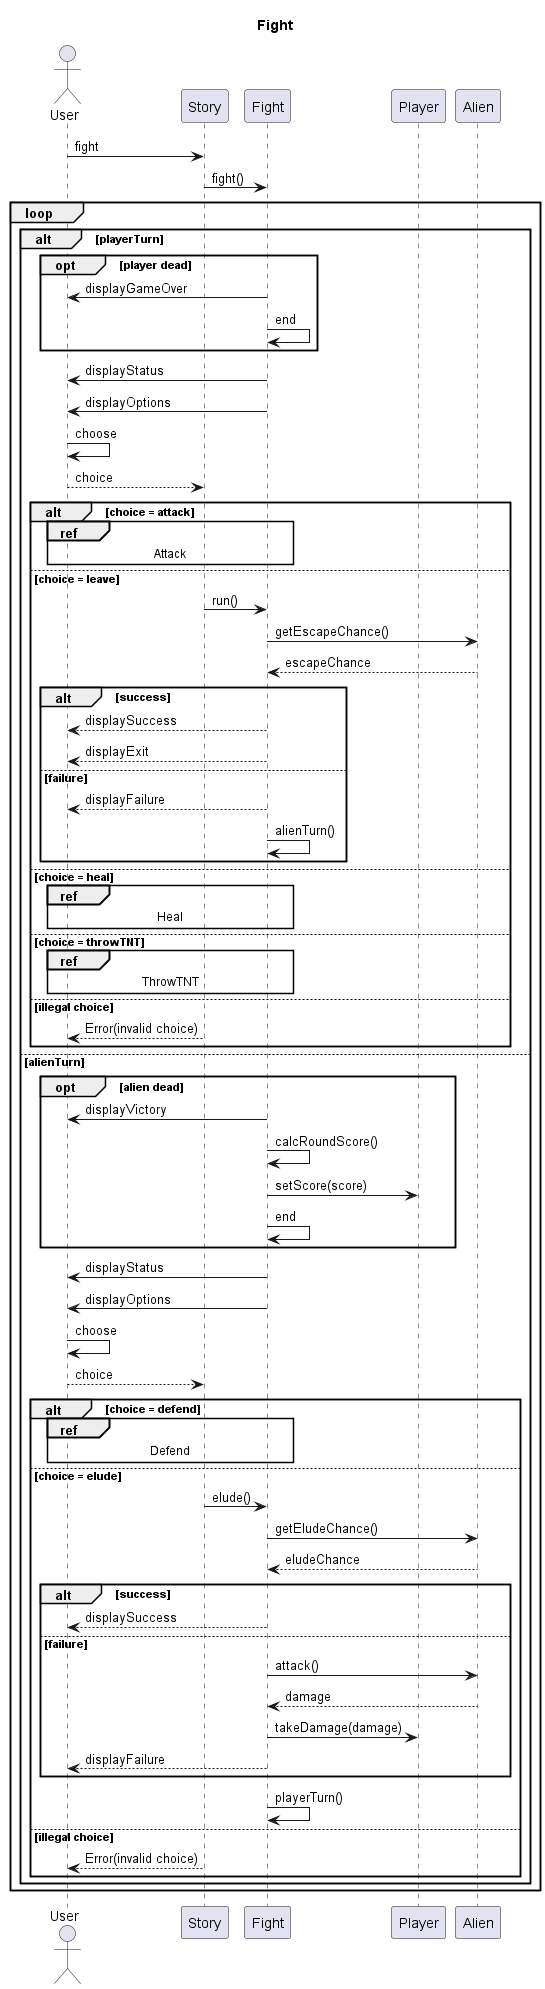 Fight
User
Story
Fight
Player
Alien
fight
fight()
loop
alt [playerTurn]
opt [player dead]
displayGameOver
end
displayStatus
displayOptions
choose
choice
alt [choice = attack]
ref
Attack
[choice = leave]
run()
getEscapeChance()
escapeChance
alt [success]
displaySuccess
displayExit
[failure]
displayFailure
alienTurn()
[choice = heal]
ref
Heal
[choice = throwTNT]
ref
ThrowTNT
[illegal choice]
Error(invalid choice)
[alienTurn]
opt [alien dead]
displayVictory
calcRoundScore()
setScore(score)
end
displayStatus
displayOptions
choose
choice
alt [choice = defend]
ref
Defend
[choice = elude]
elude()
getEludeChance()
eludeChance
alt [success]
displaySuccess
[failure]
attack()
damage
takeDamage(damage)
displayFailure
playerTurn()
[illegal choice]
Error(invalid choice)
User
Story
Fight
Player
Alien